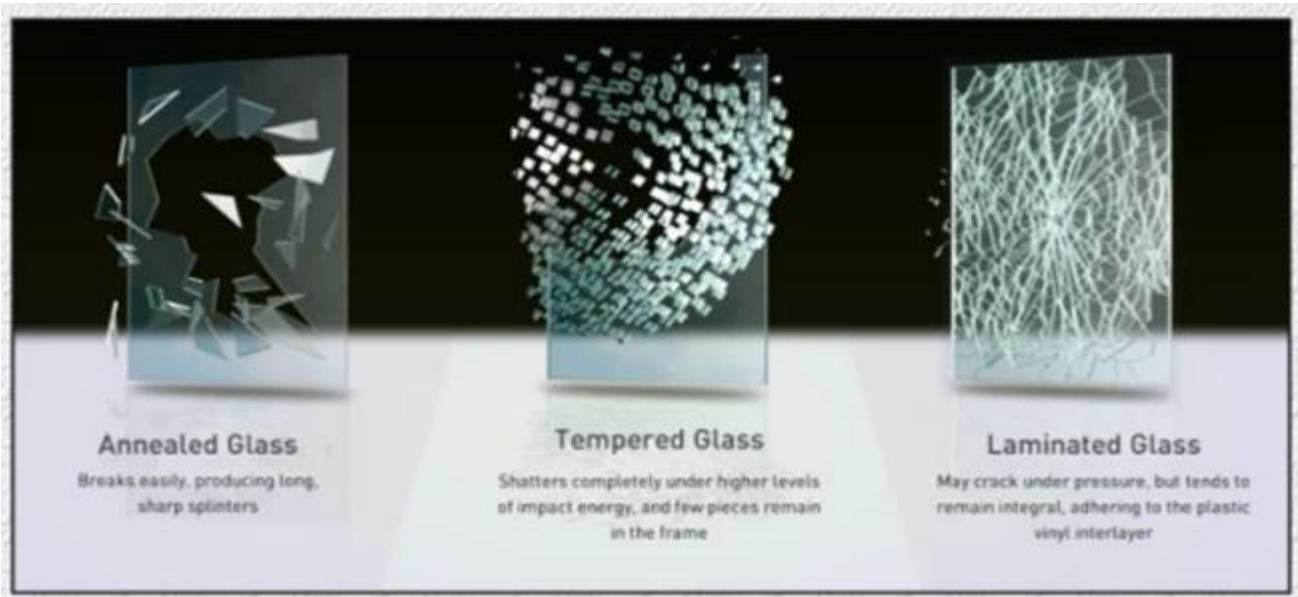 Annealed Glass
Breaks easily, producing long,
sharp splinters
Tempered Glass
Shatters completely under higher levels
of impact energy, and few pieces remain
in the frame
Laminated Glass
May crack under pressure, but tends to
remain integral, adhering to the plastic
vinyl interlayer